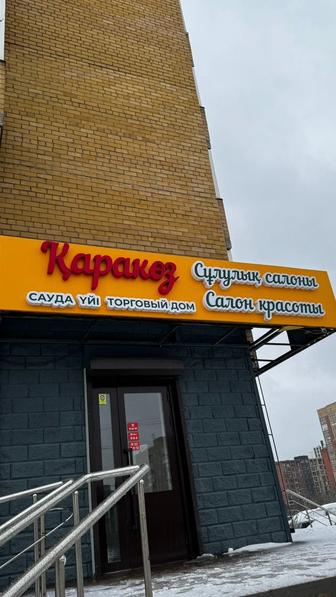 Қаракөз
САУДА ҮЙІ ТОРГОВЫЙ ДОМ
Сұлулық салоны
Салон красоты